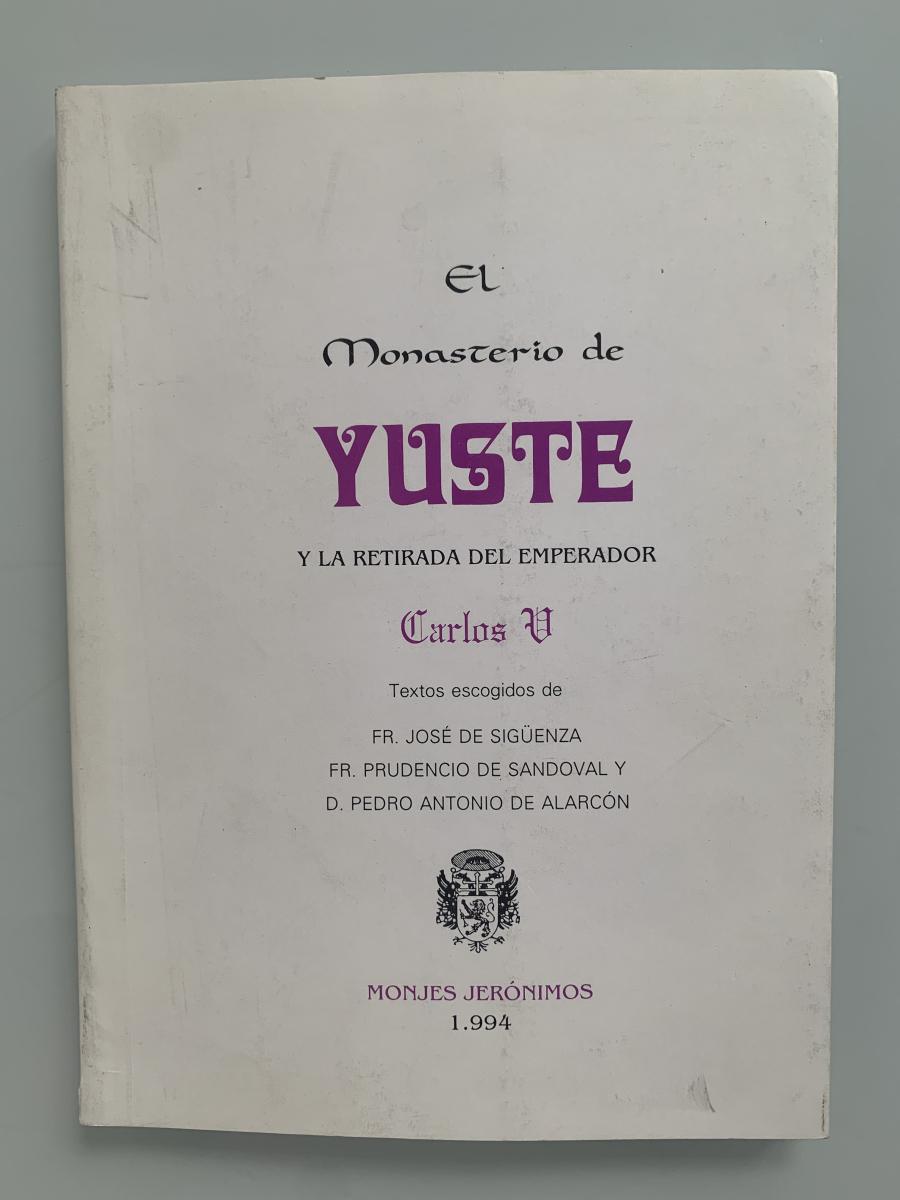 El
Monasterio de
YUSTE
Y LA RETIRADA DEL EMPERADOR
Carlos V
Textos escogidos de
FR. JOSÉ DE SIGÜENZA
FR. PRUDENCIO DE SANDOVAL Y
D. PEDRO ANTONIO DE ALARCÓN
MONJES JERÓNIMOS
1.994